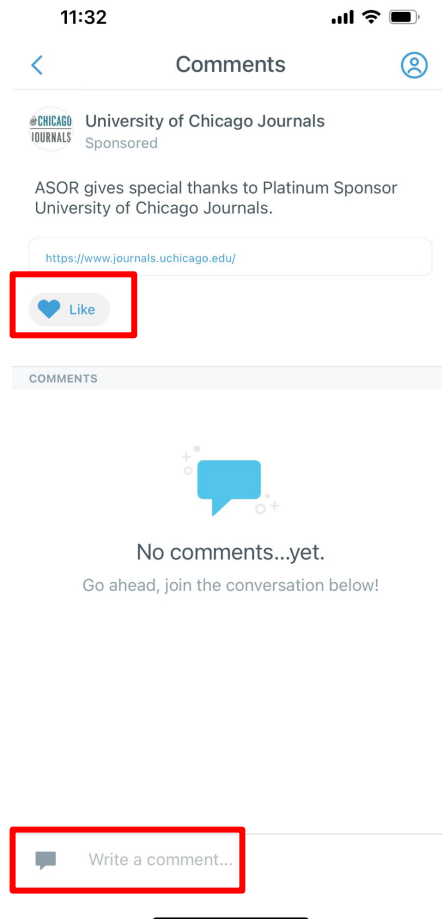 11:32
Comments
CHICAGO
JOURNALS
University of Chicago Journals
Sponsored
ASOR gives special thanks to Platinum Sponsor
University of Chicago Journals.
https://www.journals.uchicago.edu/
Like
COMMENTS
No comments...yet.
Go ahead, join the conversation below!
Write a comment...